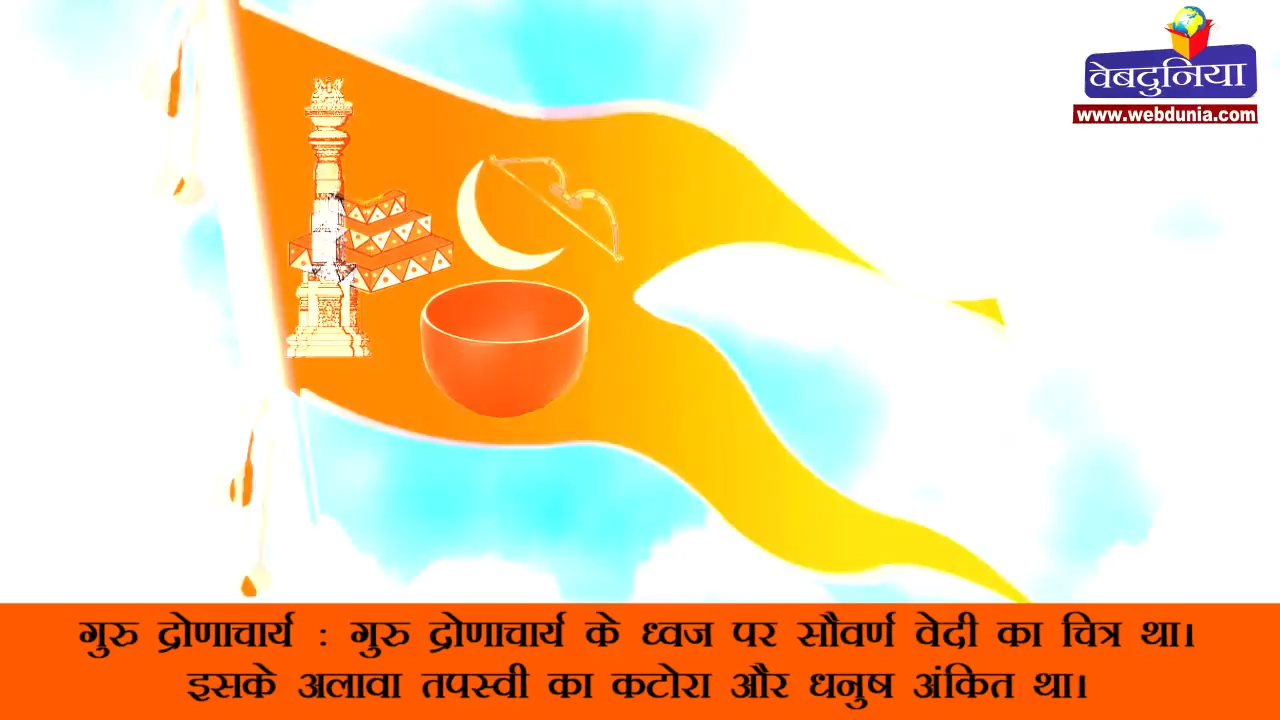 वेबदुनिया
www.webdunia.com
गुरु द्रोणाचार्य : गुरु द्रोणाचार्य के ध्वज पर सौवर्ण वेदी का चित्र था।
इसके अलावा तपस्वी का कटोरा और धनुष अंकित था।